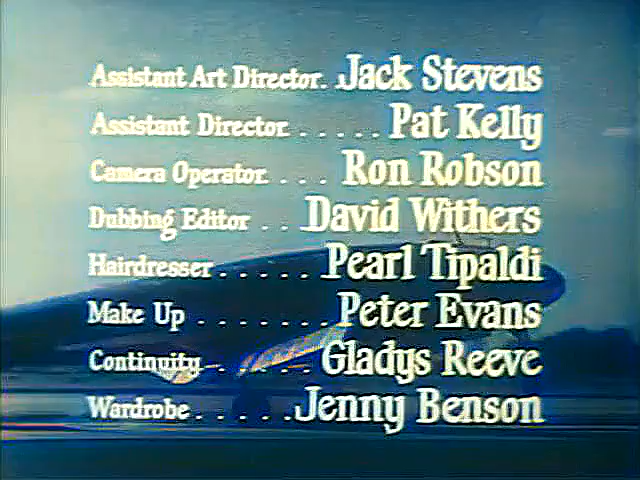 Assistant Art Director. . Jack Stevens
Assistant Director . . . . . Pat Kelly
Camera Operator . . . . Ron Robson
Dubbing Editor . . . David Withers
Hairdresser . . . . . . Pearl Tipaldi
Make Up . . . . . . . . Peter Evans
Continuity . . . . . . Gladys Reeve
Wardrobe . . . . . Jenny Benson